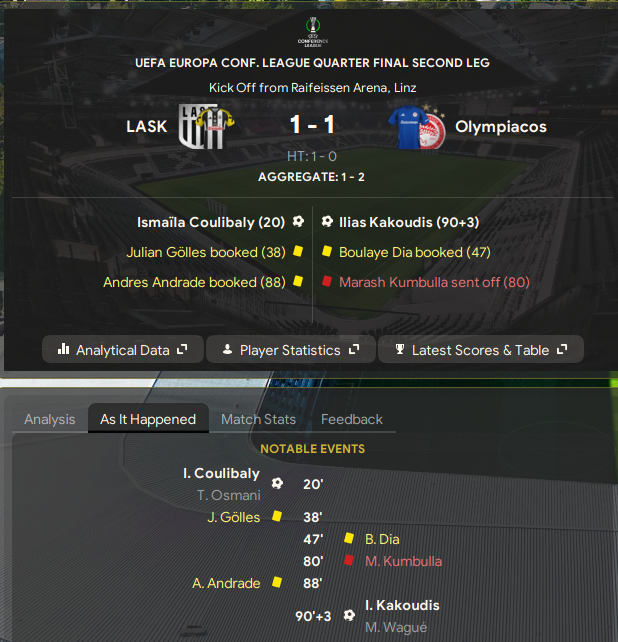 UEFA EUROPA CONF. LEAGUE QUARTER FINAL SECOND LEG
Kick Off from Raifeissen Arena, Linz
LASK 1 - 1 Olympiacos
HT: 1 - 0
AGGREGATE: 1 - 2
Ismaïla Coulibaly (20) Ilias Kakoudis (90+3)
Julian Gölles booked (38) Boulaye Dia booked (47)
Andres Andrade booked (88) Marash Kumbulla sent off (80)
Analytical Data Player Statistics Latest Scores & Table
Analysis As It Happened Match Stats Feedback
NOTABLE EVENTS
I. Coulibaly 20'
T. Osmani
J. Gölles 38'
47' B. Dia
80' M. Kumbulla
A. Andrade 88'
90'+3 I. Kakoudis
M. Wagué